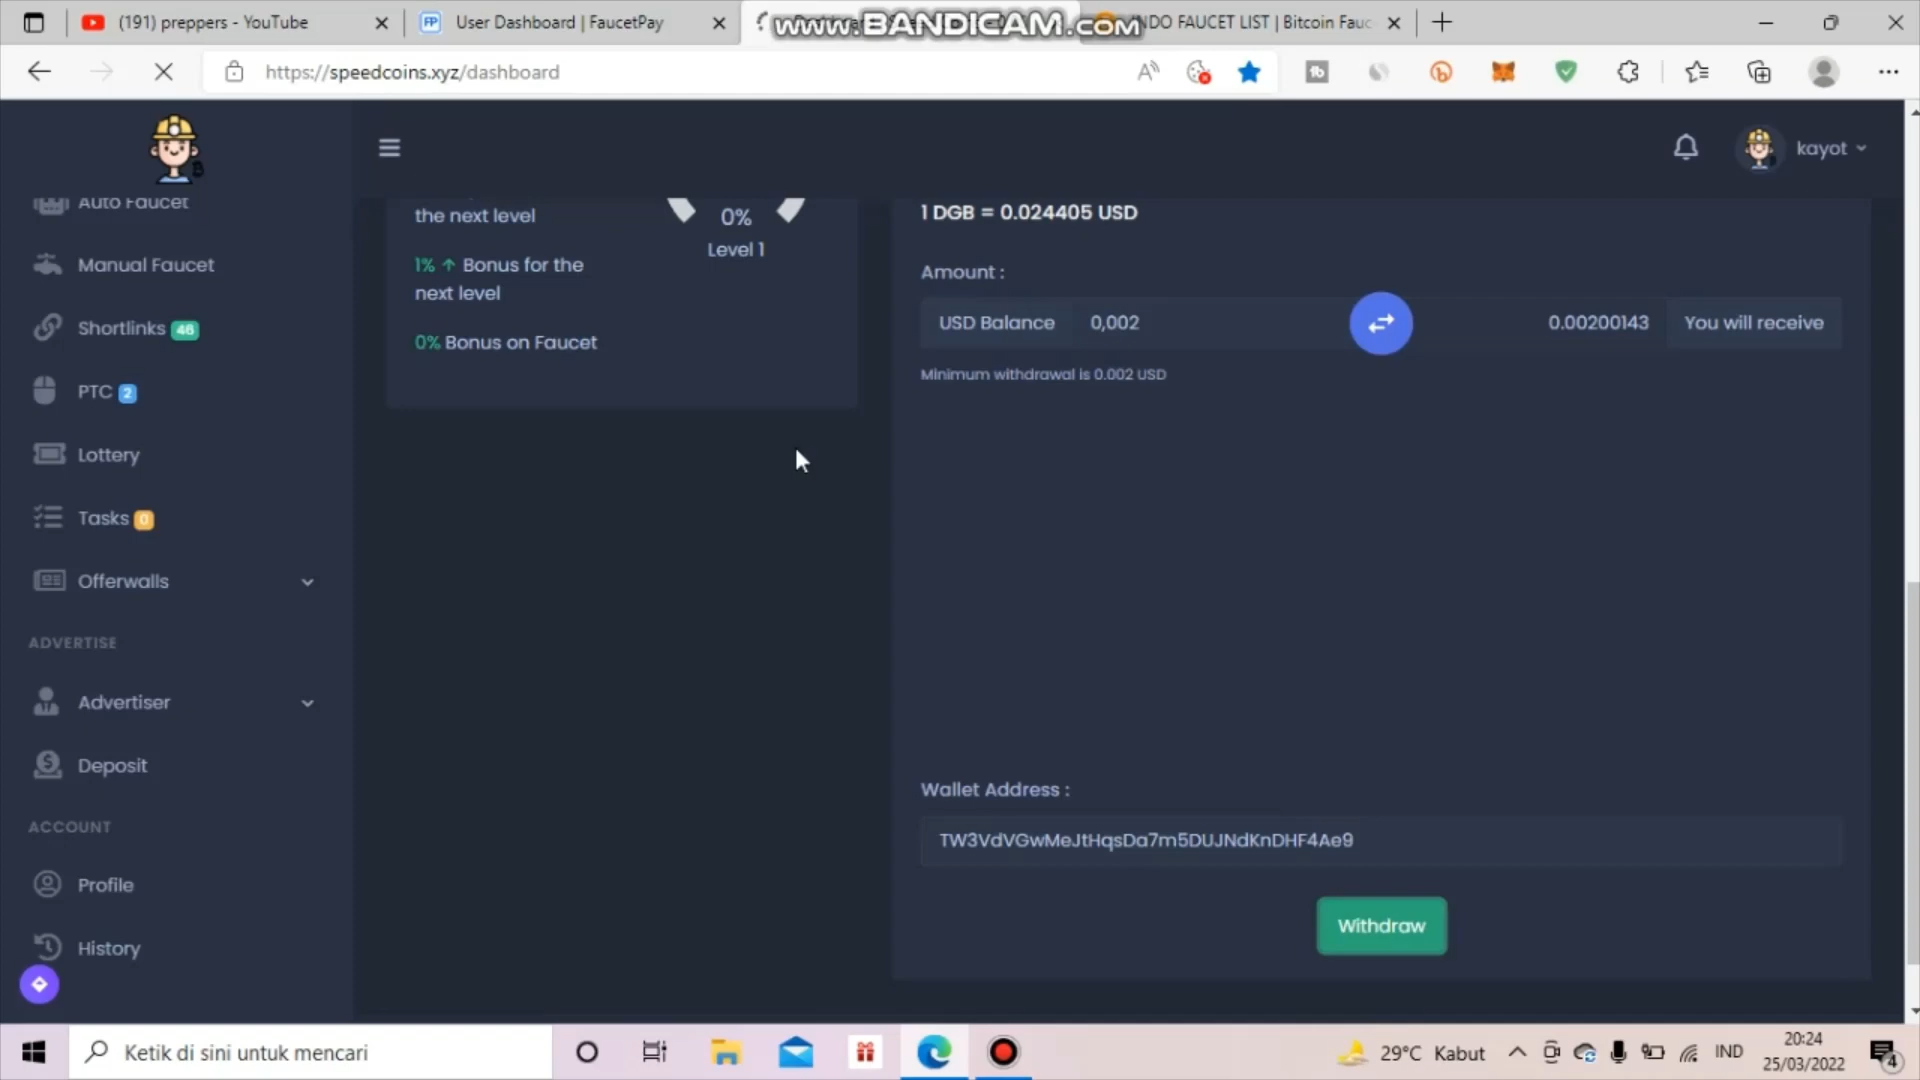 (191) preppers - YouTube
User Dashboard | FaucetPay
www.BANDICAM.com
NDO FAUCET LIST | Bitcoin Fauc
https://speedcoins.xyz/dashboard
kayot
Auto Faucet
Manual Faucet
Shortlinks 46
PTC 2
Lottery
Tasks 0
Offerwalls
ADVERTISE
Advertiser
Deposit
ACCOUNT
Profile
History
the next level
1% ↑ Bonus for the
next level
0% Bonus on Faucet
0%
Level 1
1 DGB = 0.024405 USD
Amount :
USD Balance 0,002
0.00200143 You will receive
Minimum withdrawal is 0.002 USD
Wallet Address :
TW3VdVGwMeJtHqsDa7m5DUJNdKnDHF4Ae9
Withdraw
Ketik di sini untuk mencari
29°C Kabut
IND
20:24
25/03/2022
4